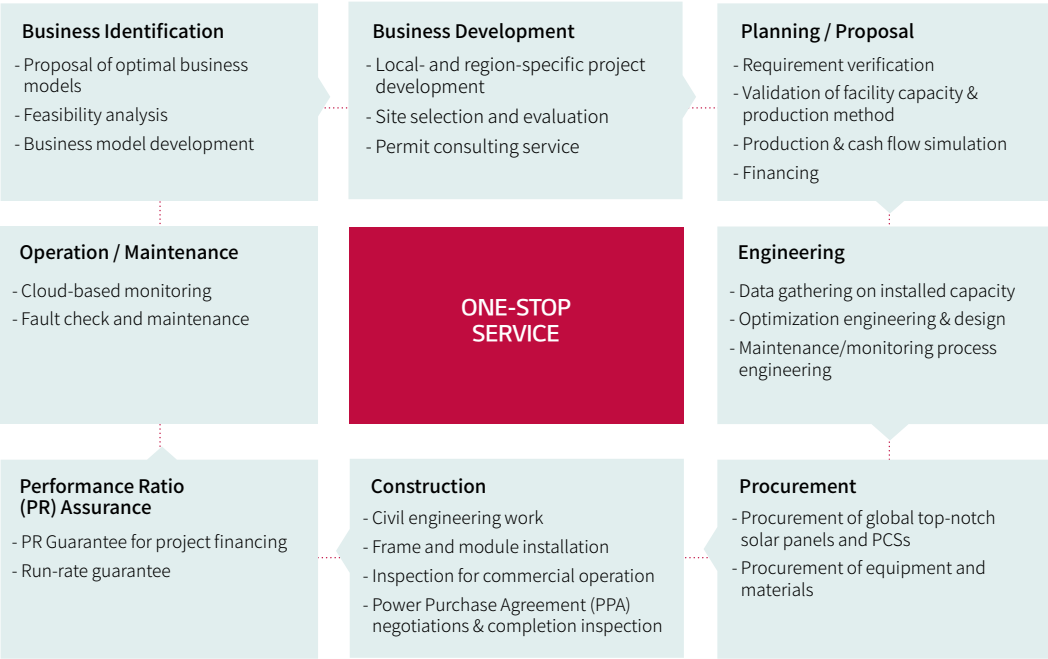 Business Identification
- Proposal of optimal business
models
- Feasibility analysis
- Business model development
Business Development
- Local- and region-specific project
development
- Site selection and evaluation
- Permit consulting service
Planning / Proposal
- Requirement verification
- Validation of facility capacity &
production method
- Production & cash flow simulation
- Financing
Operation / Maintenance
- Cloud-based monitoring
- Fault check and maintenance
ONE-STOP
SERVICE
Engineering
- Data gathering on installed capacity
- Optimization engineering & design
- Maintenance/monitoring process
engineering
Performance Ratio
(PR) Assurance
- PR Guarantee for project financing
- Run-rate guarantee
Construction
- Civil engineering work
- Frame and module installation
- Inspection for commercial operation
- Power Purchase Agreement (PPA)
negotiations & completion inspection
Procurement
- Procurement of global top-notch
solar panels and PCSs
- Procurement of equipment and
materials